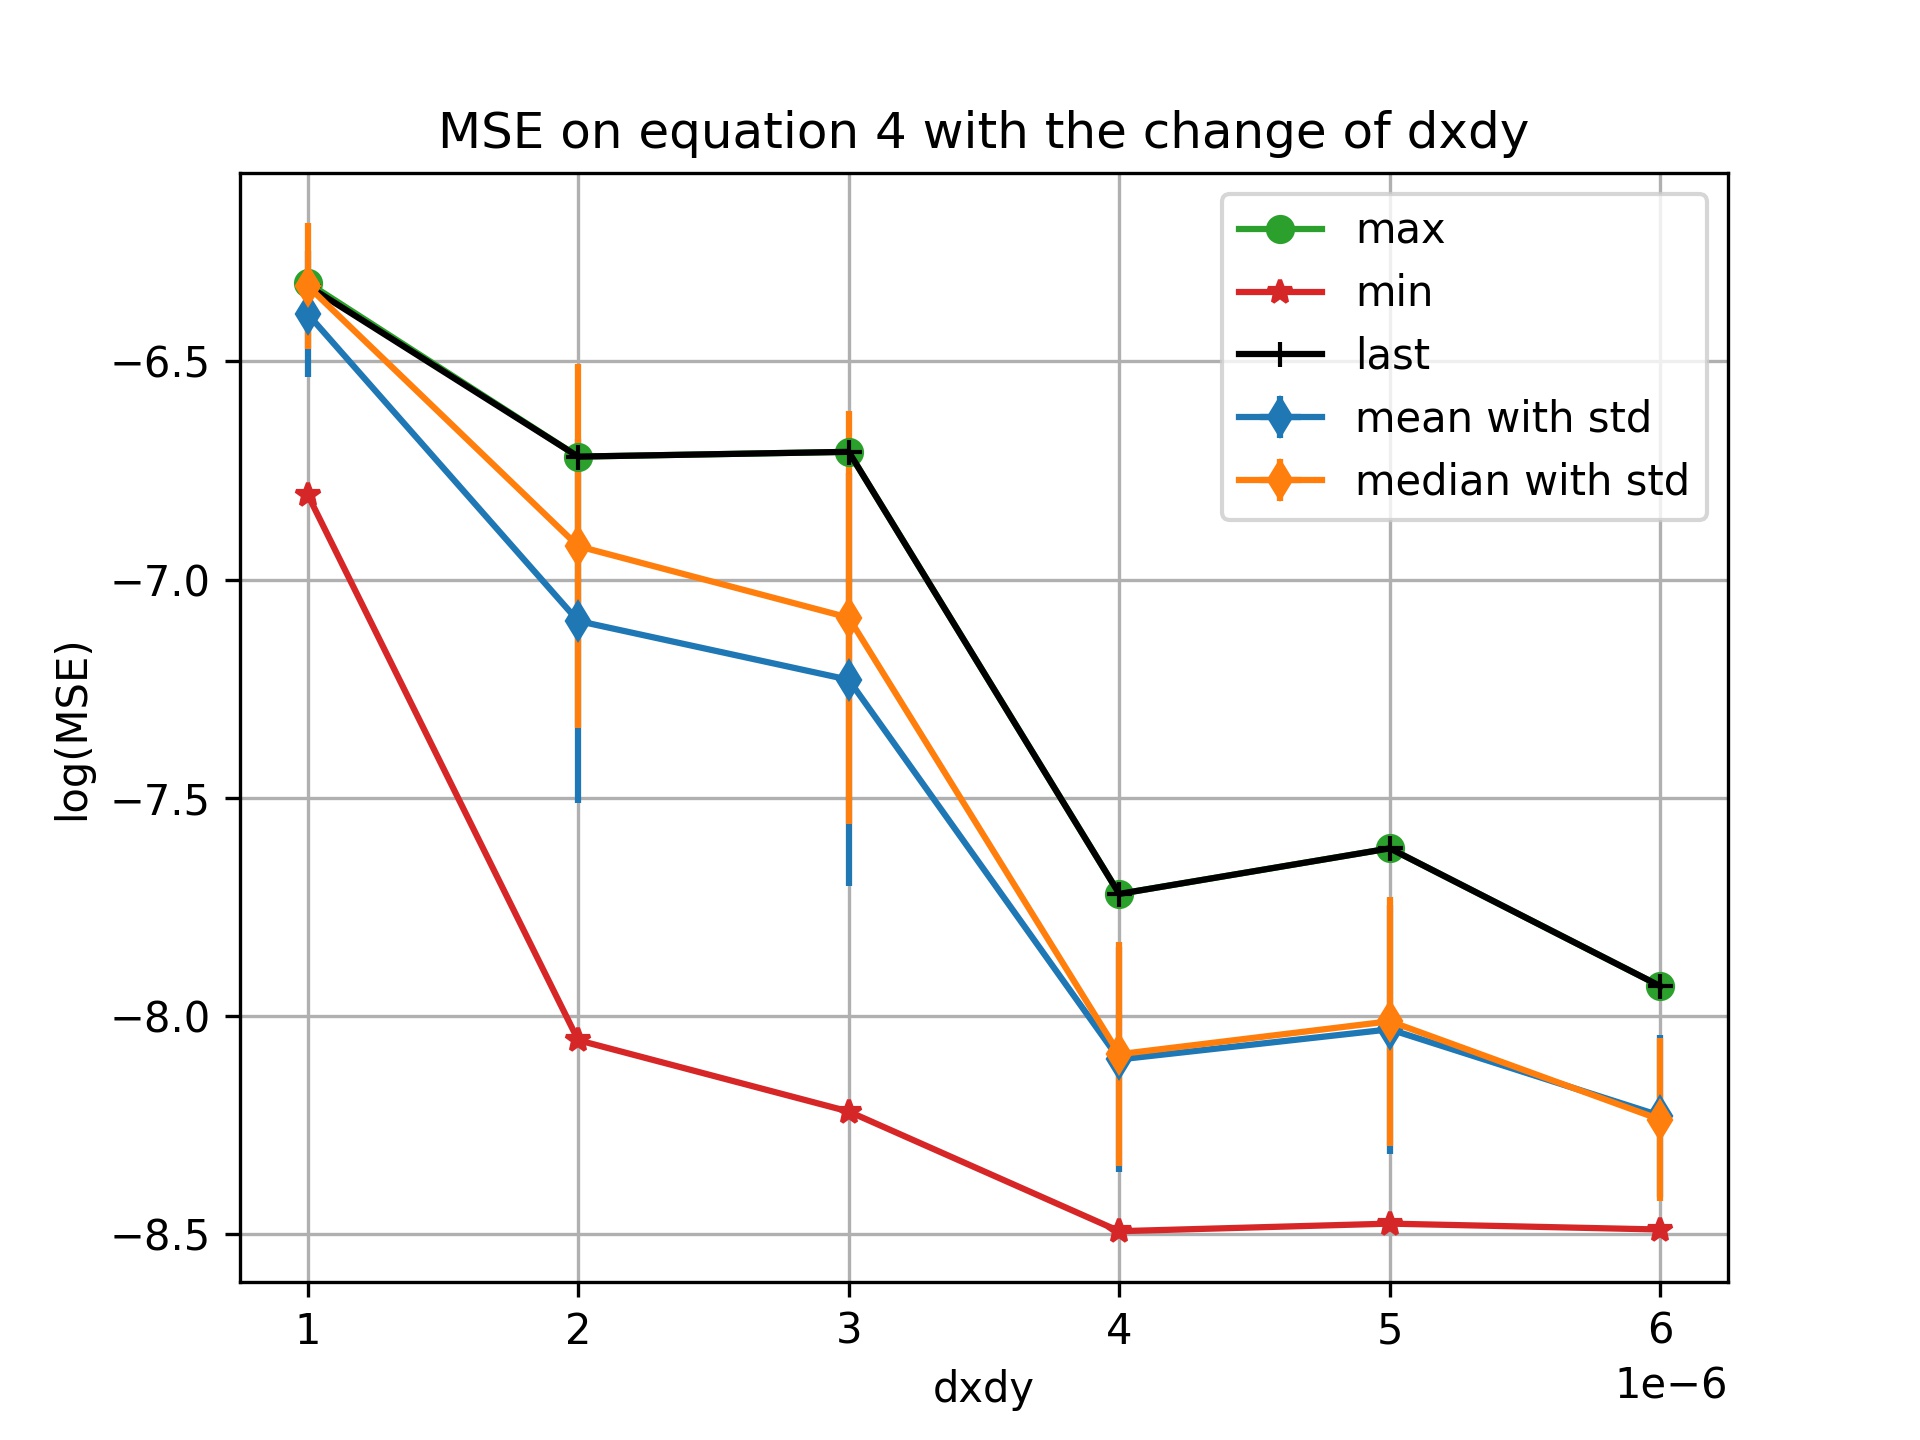 MSE on equation 4 with the change of dxdy
max
min
last
mean with std
median with std
−6.5
−7.0
−7.5
−8.0
−8.5
log(MSE)
1 2 3 4 5 6
dxdy
1e−6